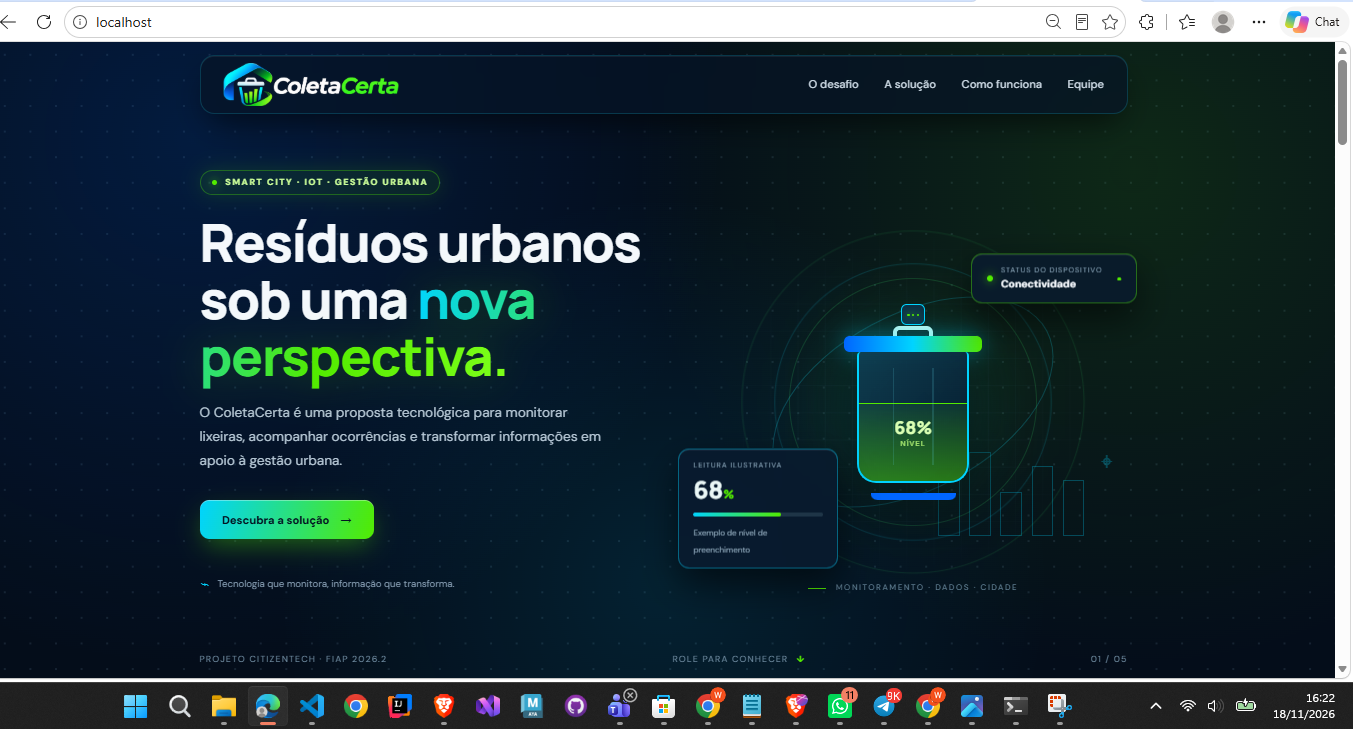 localhost
Chat
ColetaCerta
O desafio
A solução
Como funciona
Equipe
SMART CITY · IOT · GESTÃO URBANA
Resíduos urbanos
sob uma nova
perspectiva.
O ColetaCerta é uma proposta tecnológica para monitorar
lixeiras, acompanhar ocorrências e transformar informações em
apoio à gestão urbana.
Descubra a solução →
Tecnologia que monitora, informação que transforma.
STATUS DO DISPOSITIVO
Conectividade
68%
NÍVEL
LEITURA ILUSTRATIVA
68%
Exemplo de nível de
preenchimento
MONITORAMENTO · DADOS · CIDADE
PROJETO CITIZENTECH · FIAP 2026.2
ROLE PARA CONHECER
01 / 05
11
9K
W
W
16:22
18/11/2026